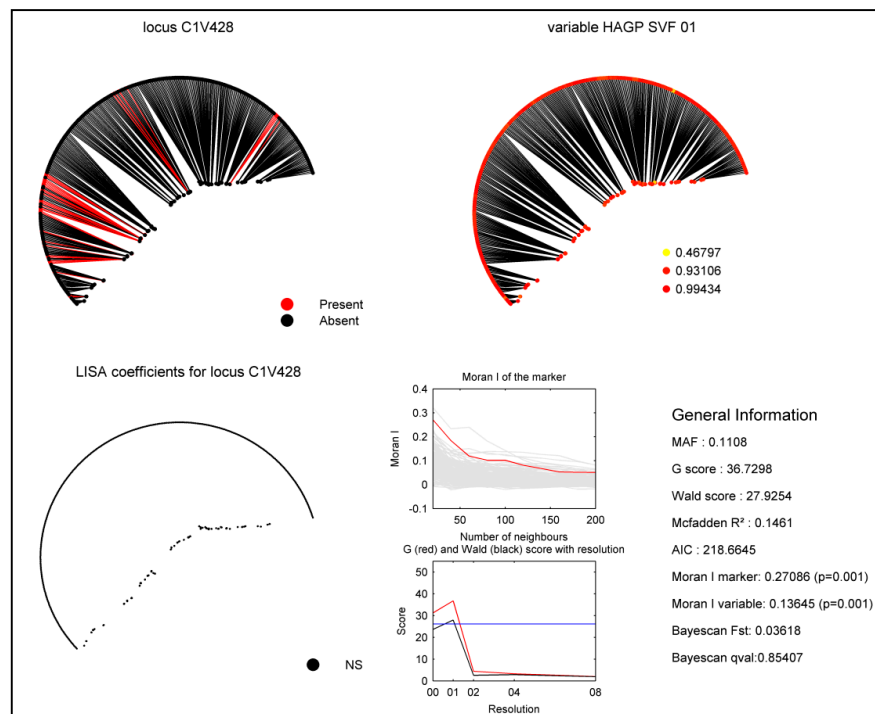 locus C1V428
variable HAGP SVF 01
0.46797
0.93106
0.99434
Present
Absent
LISA coefficients for locus C1V428
NS
Moran I of the marker
0.4
0.3
0.2
0.1
0
-0.1
Moran I
50
100
150
200
Number of neighbours
G (red) and Wald (black) score with resolution
50
40
30
20
10
0
Score
00
01
02
04
08
Resolution
General Information
MAF : 0.1108
G score : 36.7298
Wald score : 27.9254
Mcfadden R² : 0.1461
AIC : 218.6645
Moran I marker: 0.27086 (p=0.001)
Moran I variable: 0.13645 (p=0.001)
Bayescan Fst: 0.03618
Bayescan qval:0.85407